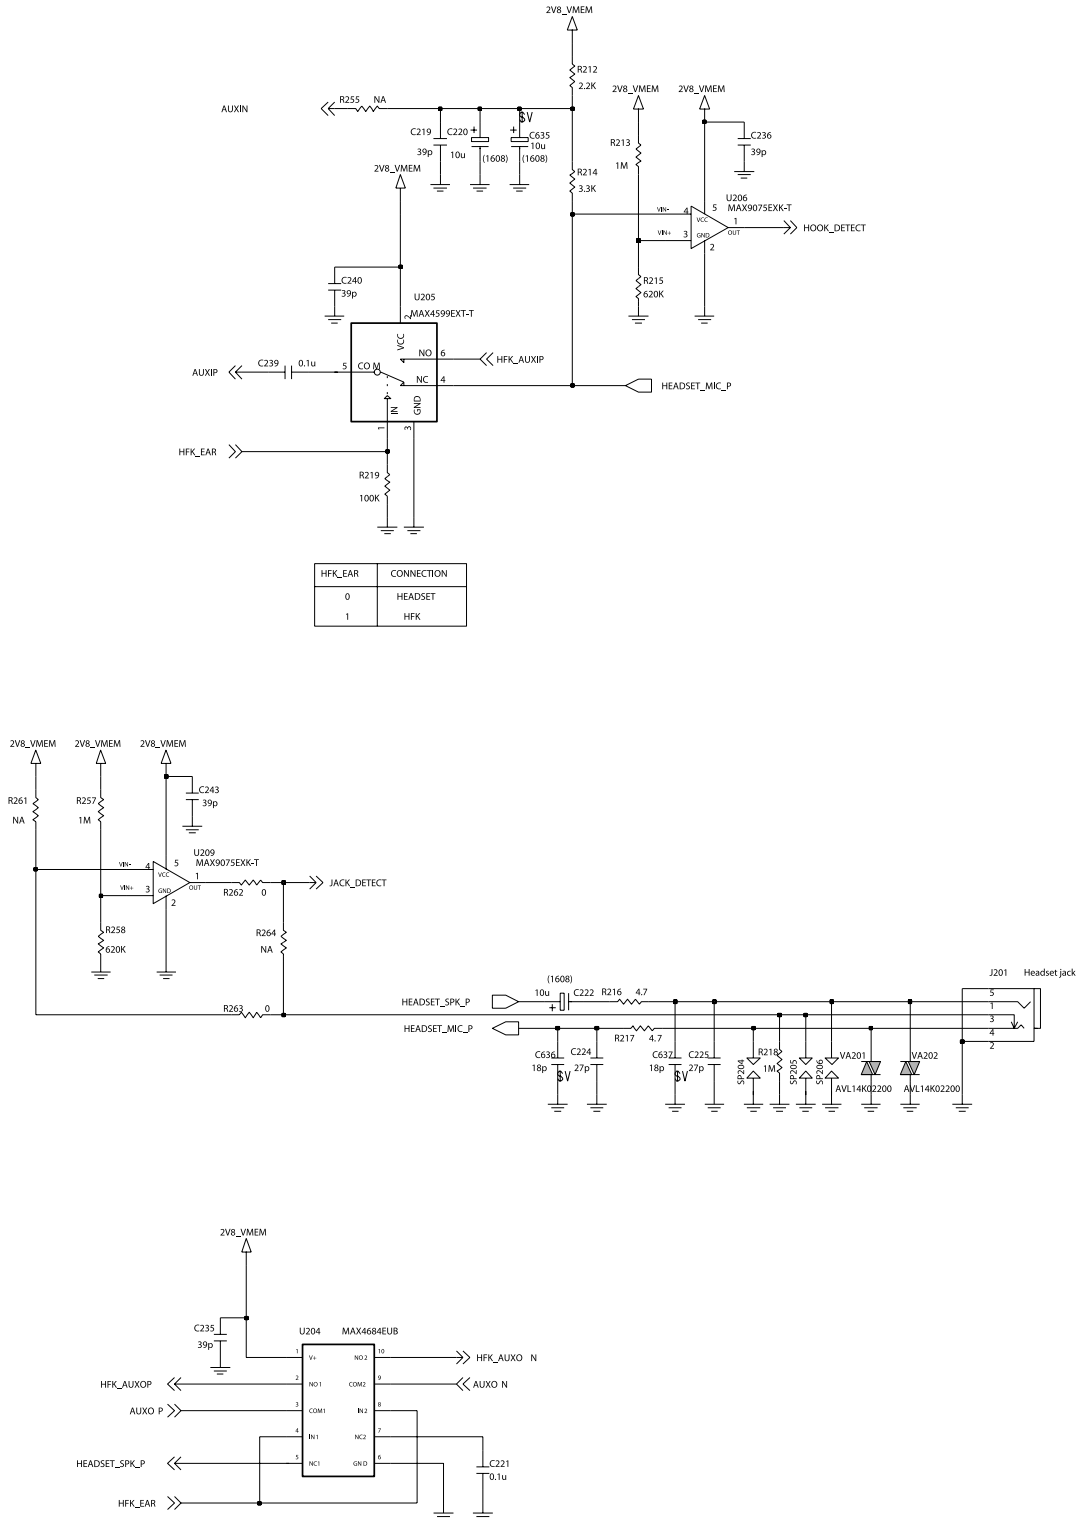 2V8_VMEM
R212
2.2K
AUXIN
R255 NA
$V
C219
39p
C220
10u
(1608)
C635
10u
(1608)
2V8_VMEM
2V8_VMEM
R213
1M
C236
39p
2V8_VMEM
R214
3.3K
U206
MAX9075EXK-T
VIN- 4
VIN+ 3
VCC
GND
5
1
OUT
2
HOOK_DETECT
R215
620K
C240
39p
U205
MAX4599EXT-T
2
VCC
NO 6
HFK_AUXIP
AUXIP
C239 0.1u
5
CO M
NC 4
HEADSET_MIC_P
IN
GND
1
3
HFK_EAR
R219
100K
HFK_EAR CONNECTION
0 HEADSET
1 HFK
2V8_VMEM
2V8_VMEM
2V8_VMEM
R261
NA
R257
1M
C243
39p
U209
MAX9075EXK-T
VIN- 4
VIN+ 3
VCC
GND
5
1
OUT
2
R262 0
JACK_DETECT
R258
620K
R264
NA
R263 0
J201 Headset jack
HEADSET_SPK_P
(1608)
10u
+
C222
R216 4.7
5
1
3
4
2
HEADSET_MIC_P
R217 4.7
C636
18p
$V
C224
27p
C637
18p
$V
C225
27p
SP204
R218
1M
SP205
SP206
VA201
AVL14K02200
VA202
AVL14K02200
2V8_VMEM
C235
39p
U204 MAX4684EUB
1 V+
NO2 10
HFK_AUXO N
HFK_AUXOP
2 NO1
COM2 9
AUXO N
AUXO P
3 COM1
IN2 8
4 IN1
NC2 7
HEADSET_SPK_P
5 NC1
GND 6
C221
0.1u
HFK_EAR